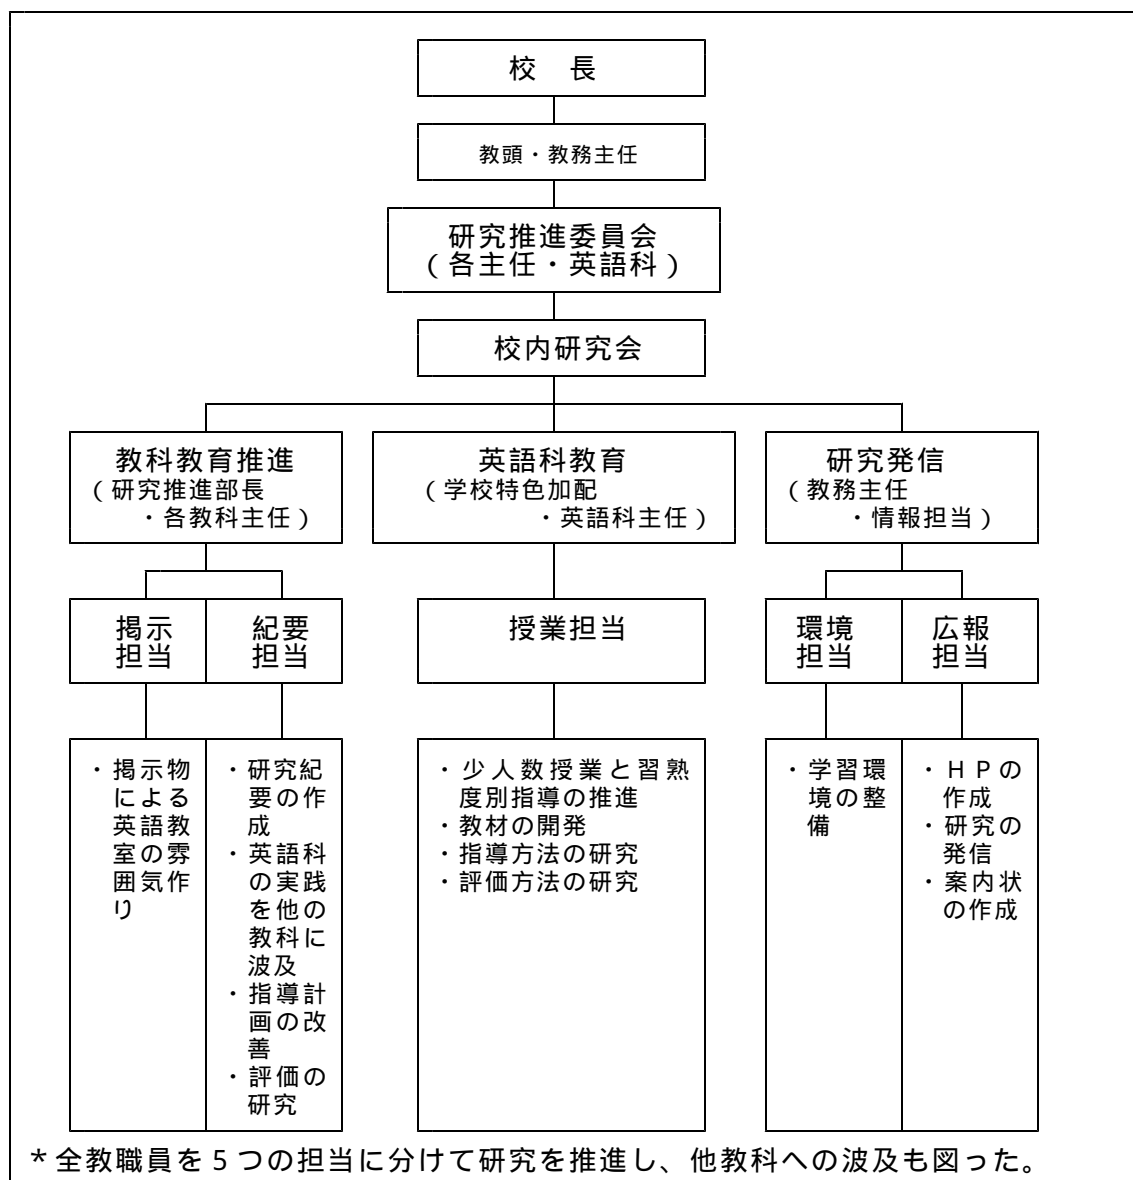 校　長
教頭・教務主任
研究推進委員会
（各主任・英語科）
校内研究会
教科教育推進
（研究推進部長
・各教科主任）
英語科教育
（学校特色加配
・英語科主任）
研究発信
（教務主任
・情報担当）
掲示
担当
紀要
担当
授業担当
環境
担当
広報
担当
・掲示物
による
英語教
室の雰
囲気作
り
・研究紀
要の作
成
・英語科
の実践
を他の
教科に
波及
・指導計
画の改
善
・評価の
研究
・少人数授業と習熟
度別指導の推進
・教材の開発
・指導方法の研究
・評価方法の研究
・学習環
境の整
備
・ＨＰの
作成
・研究の
発信
・案内状
の作成
＊全教職員を５つの担当に分けて研究を推進し、他教科への波及も図った。